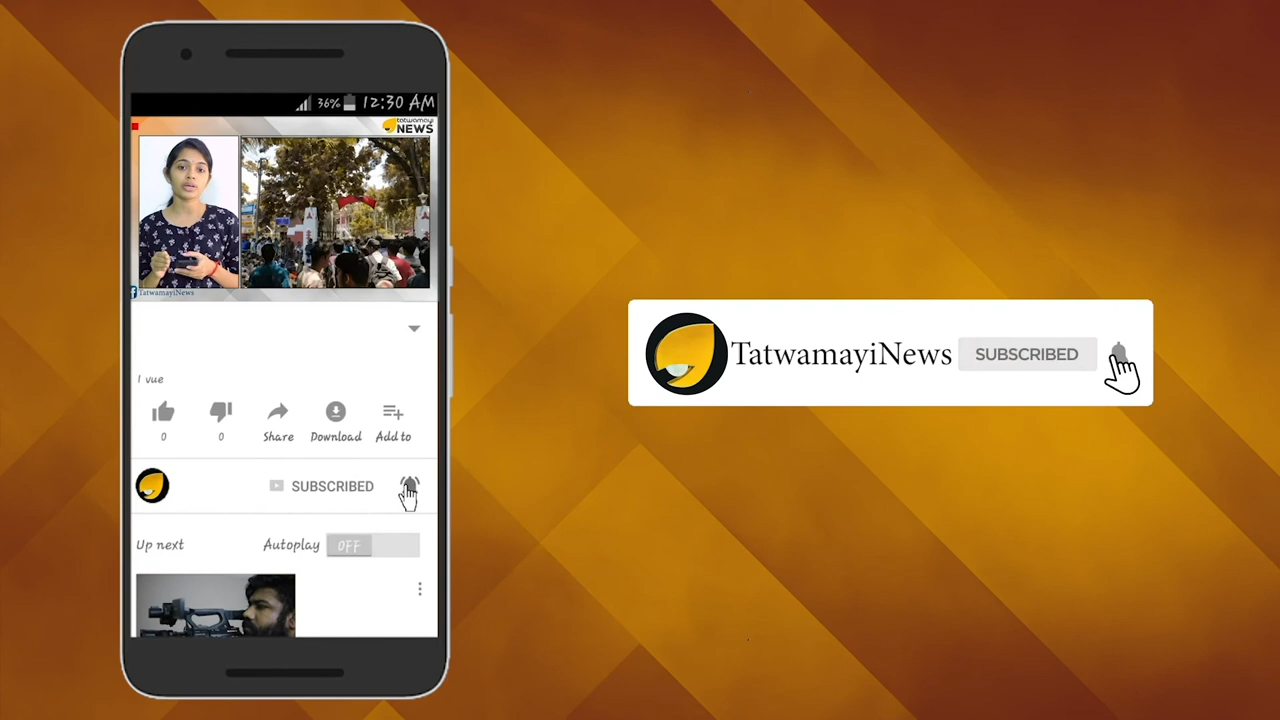 36% 12:30 AM
tatwamayi
NEWS
TatwamayiNews
1 vue
0 0 Share Download Add to
SUBSCRIBED
Up next Autoplay OFF
TatwamayiNews SUBSCRIBED